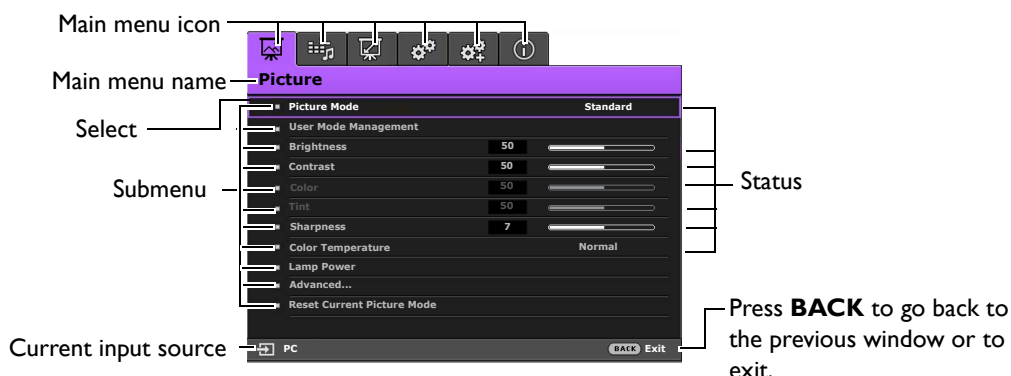 Main menu icon
Main menu name
Picture
Picture Mode Standard
Select
User Mode Management
Brightness 50
Contrast 50
Submenu
Color 50
Status
Tint 50
Sharpness 7
Color Temperature Normal
Lamp Power
Advanced...
Reset Current Picture Mode
Current input source
PC
BACK Exit
Press BACK to go back to
the previous window or to
exit.